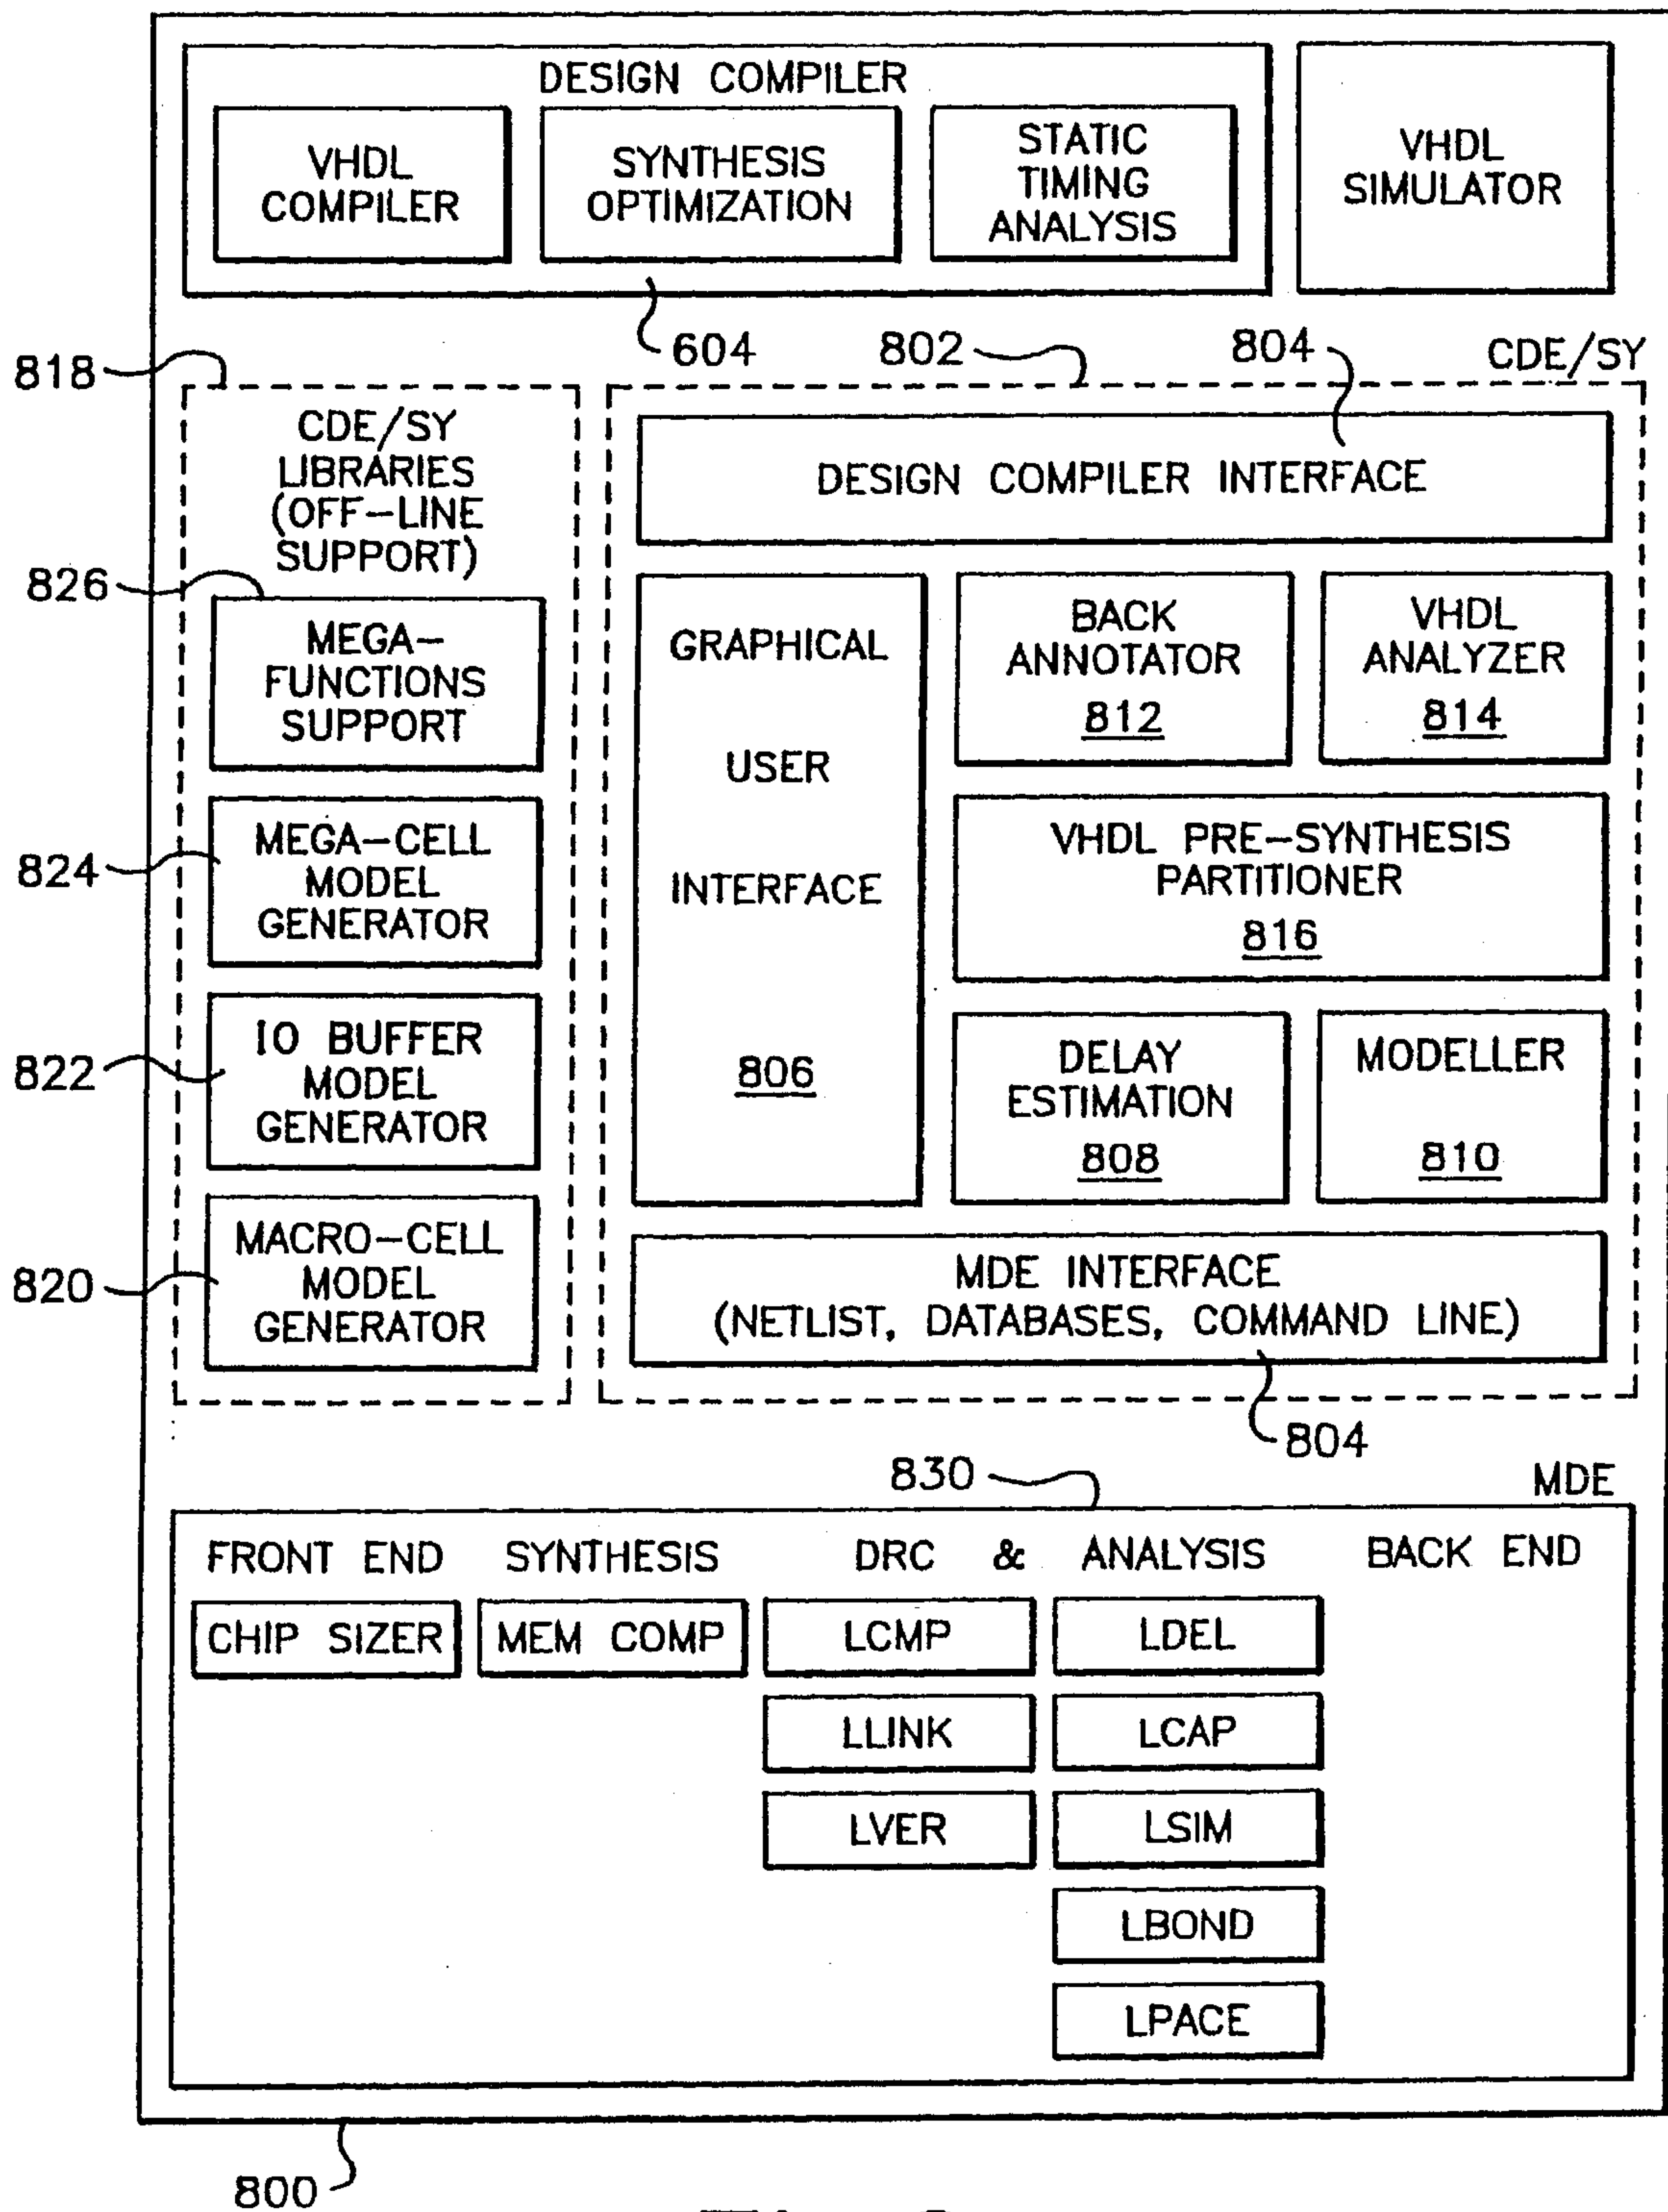 DESIGN COMPILER
VHDL
COMPILER
SYNTHESIS
OPTIMIZATION
STATIC
TIMING
ANALYSIS
VHDL
SIMULATOR
604
802
804
CDE/SY
818
CDE/SY
LIBRARIES
(OFF-LINE
SUPPORT)
826
MEGA-
FUNCTIONS
SUPPORT
824
MEGA-CELL
MODEL
GENERATOR
822
IO BUFFER
MODEL
GENERATOR
820
MACRO-CELL
MODEL
GENERATOR
DESIGN COMPILER INTERFACE
GRAPHICAL
USER
INTERFACE
806
BACK
ANNOTATOR
812
VHDL
ANALYZER
814
VHDL PRE-SYNTHESIS
PARTITIONER
816
DELAY
ESTIMATION
808
MODELLER
810
MDE INTERFACE
(NETLIST, DATABASES, COMMAND LINE)
804
830
MDE
FRONT END
SYNTHESIS
DRC & ANALYSIS
BACK END
CHIP SIZER
MEM COMP
LCMP
LDEL
LLINK
LCAP
LVER
LSIM
LBOND
LPACE
800